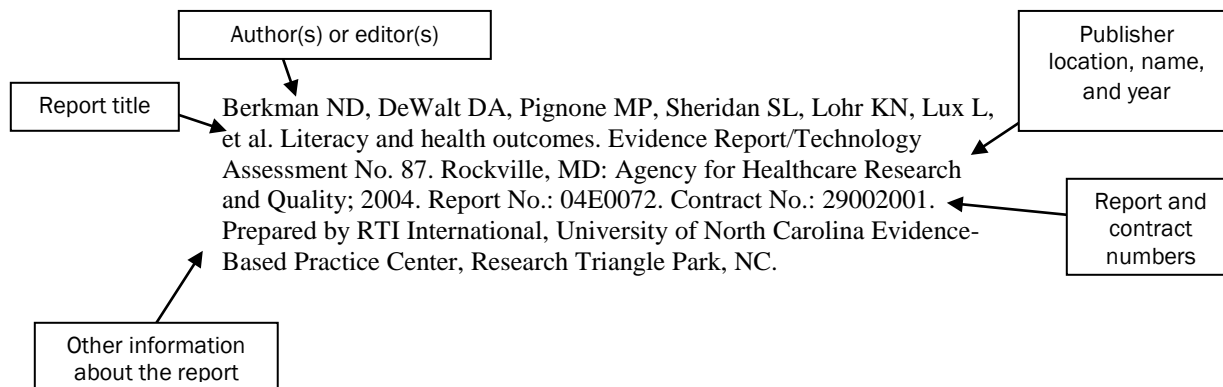 Author(s) or editor(s)
Publisher
location, name,
and year
Report title
Berkman ND, DeWalt DA, Pignone MP, Sheridan SL, Lohr KN, Lux L,
et al. Literacy and health outcomes. Evidence Report/Technology
Assessment No. 87. Rockville, MD: Agency for Healthcare Research
and Quality; 2004. Report No.: 04E0072. Contract No.: 29002001.
Prepared by RTI International, University of North Carolina Evidence-
Based Practice Center, Research Triangle Park, NC.
Report and
contract
numbers
Other information
about the report